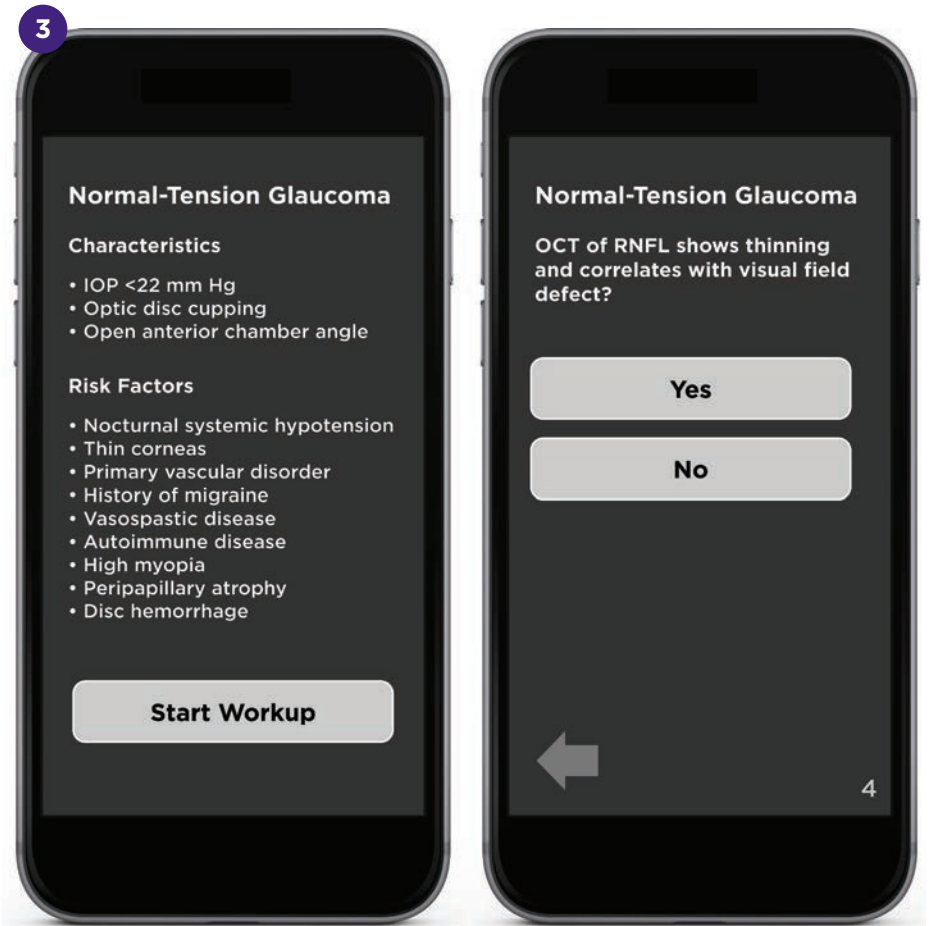 3
Normal-Tension Glaucoma
Characteristics
• IOP <22 mm Hg
• Optic disc cupping
• Open anterior chamber angle
Risk Factors
• Nocturnal systemic hypotension
• Thin corneas
• Primary vascular disorder
• History of migraine
• Vasospastic disease
• Autoimmune disease
• High myopia
• Peripapillary atrophy
• Disc hemorrhage
Start Workup
Normal-Tension Glaucoma
OCT of RNFL shows thinning
and correlates with visual field
defect?
Yes
No
4